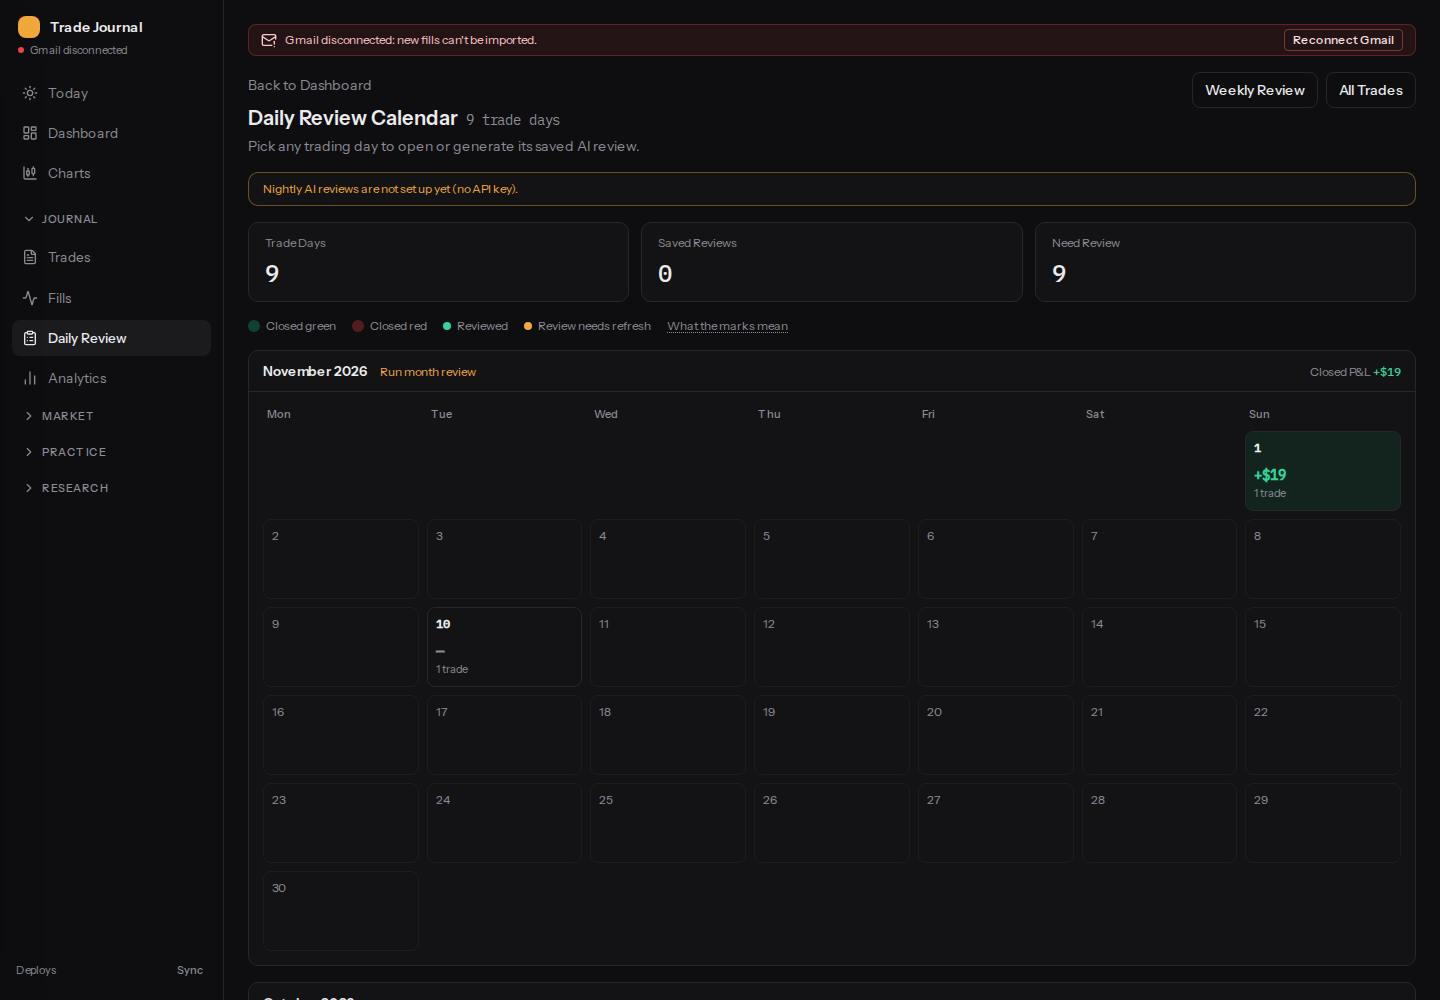 Trade Journal
Gmail disconnected
Today
Dashboard
Charts
JOURNAL
Trades
Fills
Daily Review
Analytics
MARKET
PRACTICE
RESEARCH
Deploys
Sync
Gmail disconnected: new fills can't be imported.
Reconnect Gmail
Back to Dashboard
Weekly Review
All Trades
Daily Review Calendar 9 trade days
Pick any trading day to open or generate its saved AI review.
Nightly AI reviews are not set up yet (no API key).
Trade Days
9
Saved Reviews
0
Need Review
9
Closed green
Closed red
Reviewed
Review needs refresh
What the marks mean
November 2026
Run month review
Closed P&L +$19
Mon Tue Wed Thu Fri Sat Sun
1
+$19
1 trade
2 3 4 5 6 7 8
9 10 11 12 13 14 15
—
1 trade
16 17 18 19 20 21 22
23 24 25 26 27 28 29
30